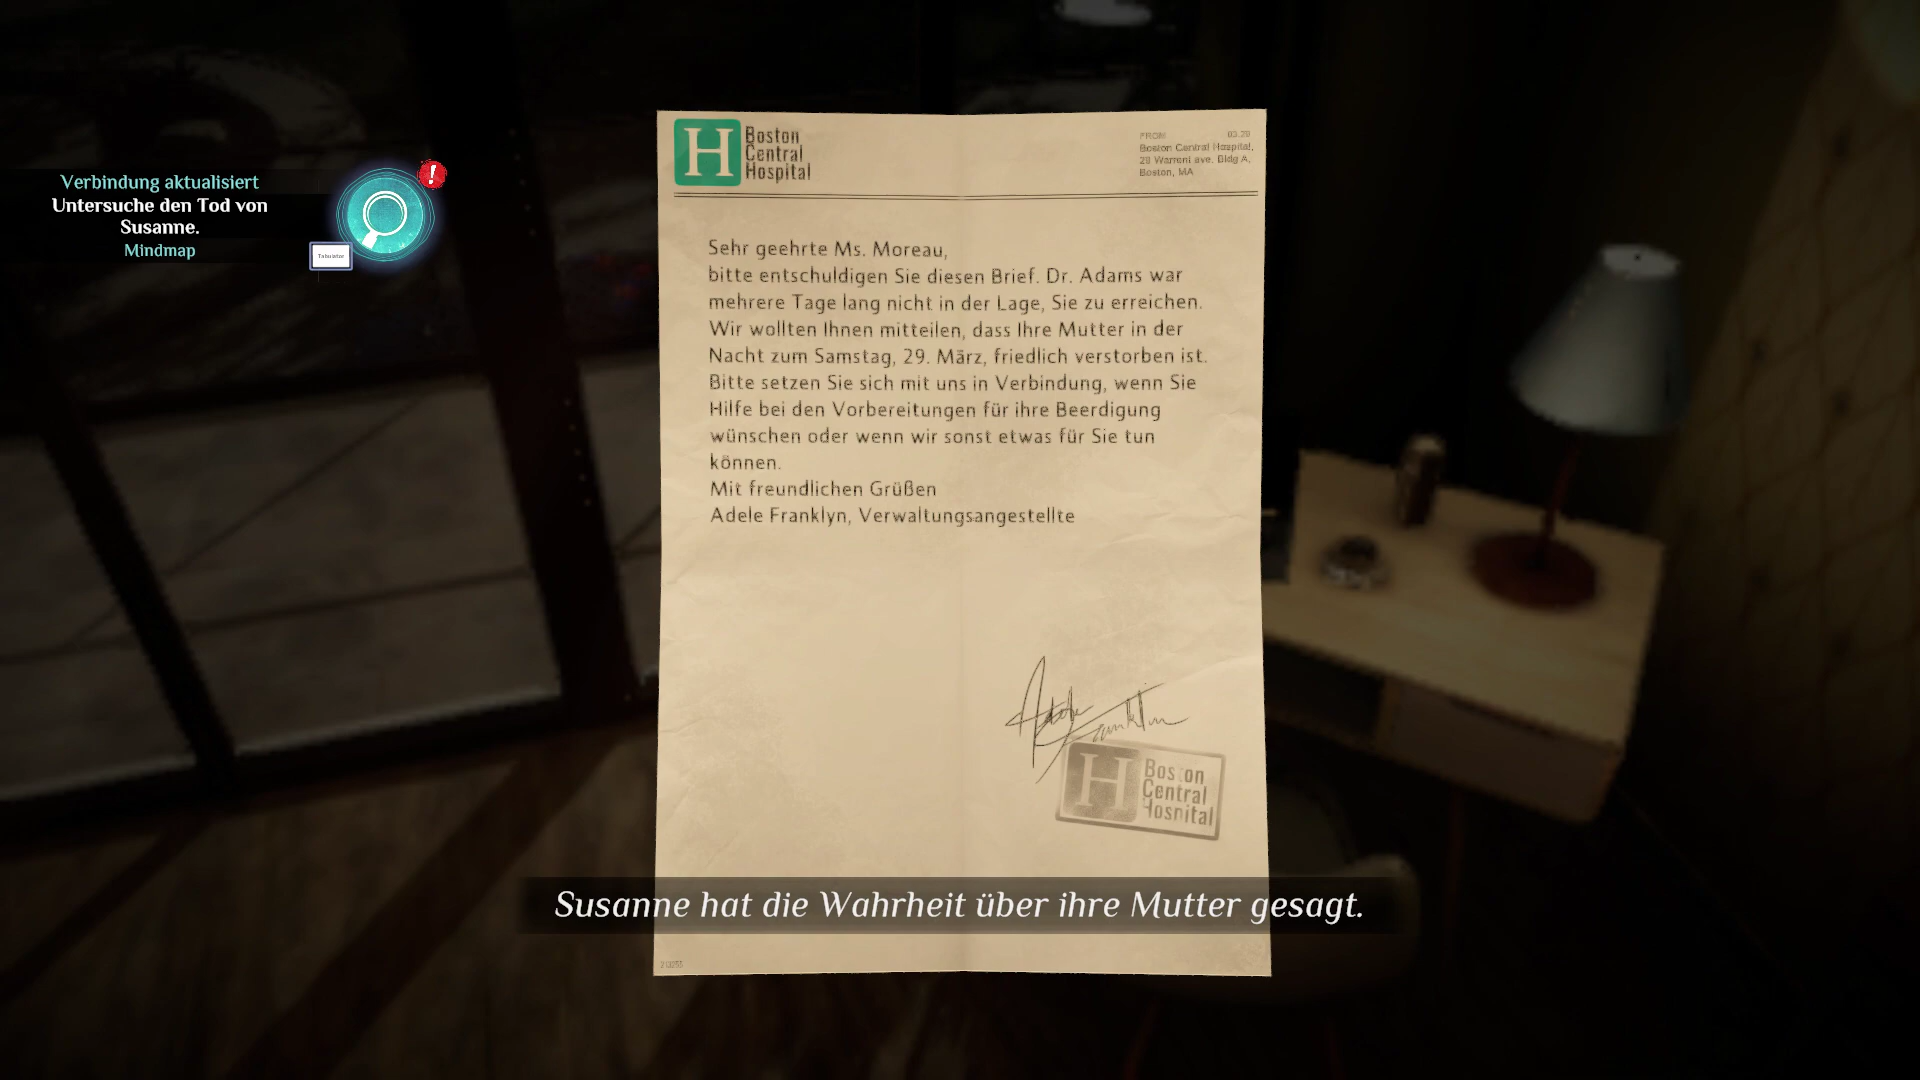 Boston
Central
Hospital
FROM 03.29
Boston Central Hospital,
29 Warrent ave. Bldg A,
Boston, MA
Verbindung aktualisiert
Untersuche den Tod von
Susanne.
Mindmap
Tabulator
Sehr geehrte Ms. Moreau,
bitte entschuldigen Sie diesen Brief. Dr. Adams war
mehrere Tage lang nicht in der Lage, Sie zu erreichen.
Wir wollten Ihnen mitteilen, dass Ihre Mutter in der
Nacht zum Samstag, 29. März, friedlich verstorben ist.
Bitte setzen Sie sich mit uns in Verbindung, wenn Sie
Hilfe bei den Vorbereitungen für ihre Beerdigung
wünschen oder wenn wir sonst etwas für Sie tun
können.
Mit freundlichen Grüßen
Adele Franklyn, Verwaltungsangestellte
H Boston
Central
Hospital
Susanne hat die Wahrheit über ihre Mutter gesagt.